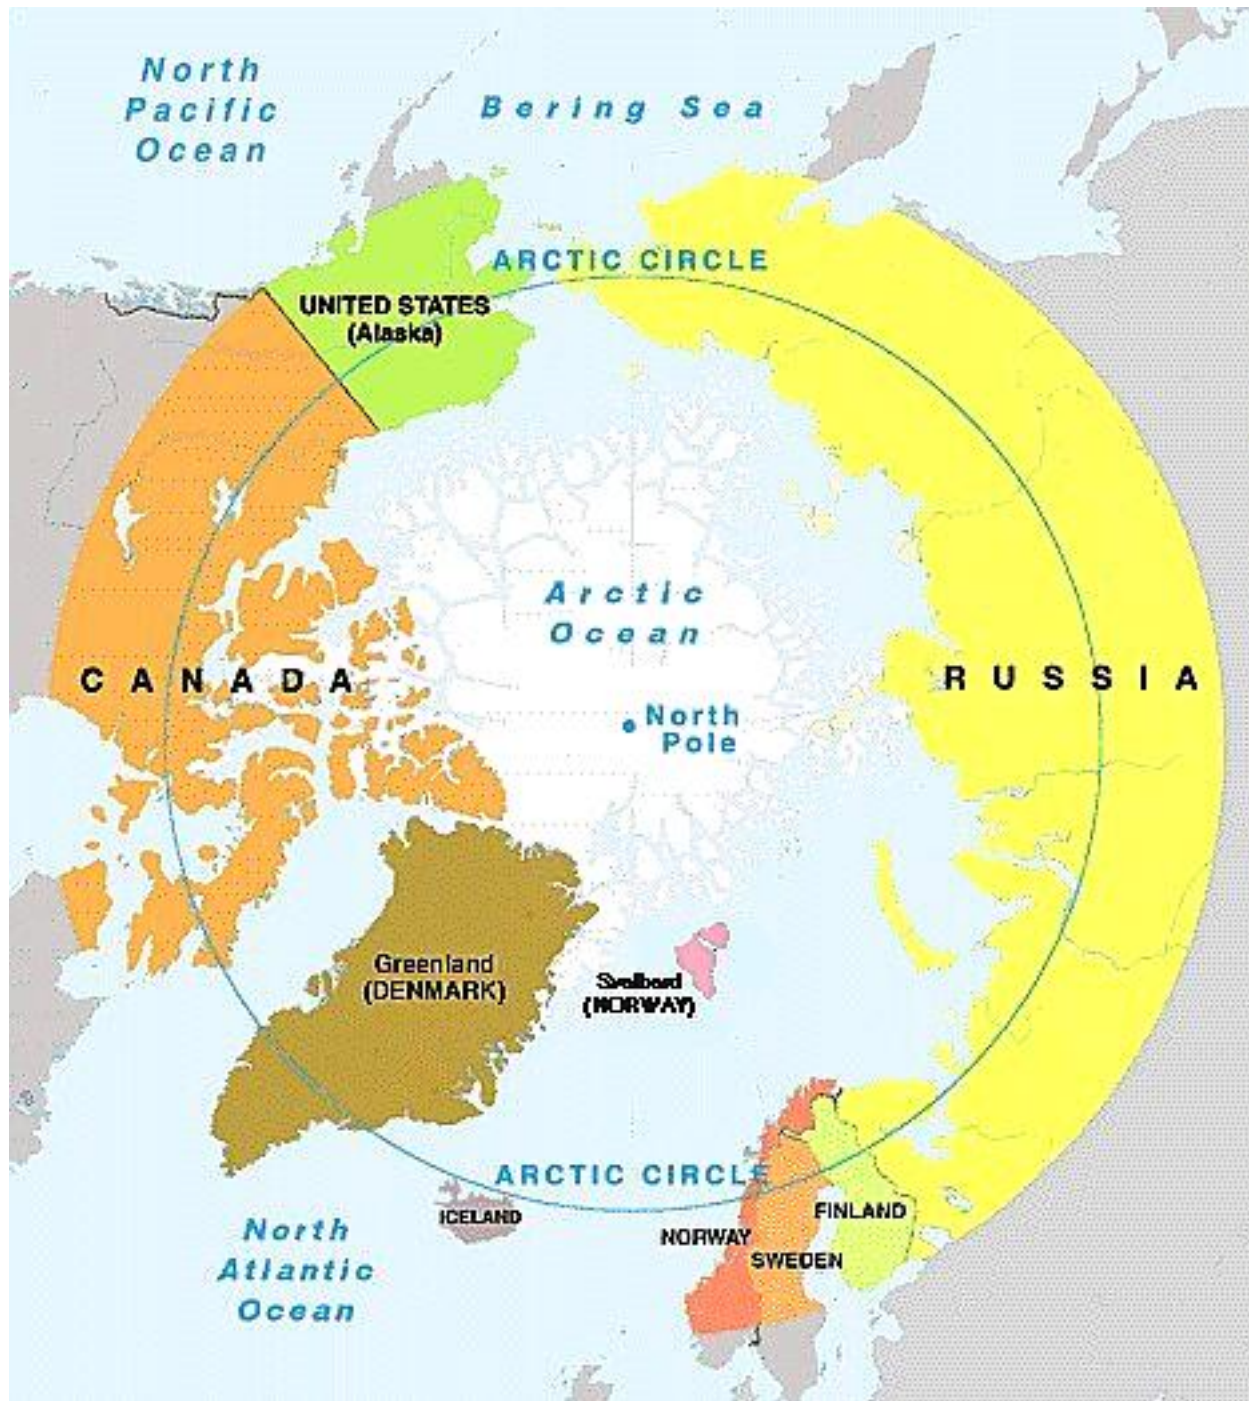 North
Pacific
Ocean
Bering Sea
ARCTIC CIRCLE
UNITED STATES
(Alaska)
Arctic
Ocean
CANADA
RUSSIA
North
Pole
Greenland
(DENMARK)
Svalbard
(NORWAY)
ARCTIC CIRCLE
ICELAND
FINLAND
NORWAY
SWEDEN
North
Atlantic
Ocean